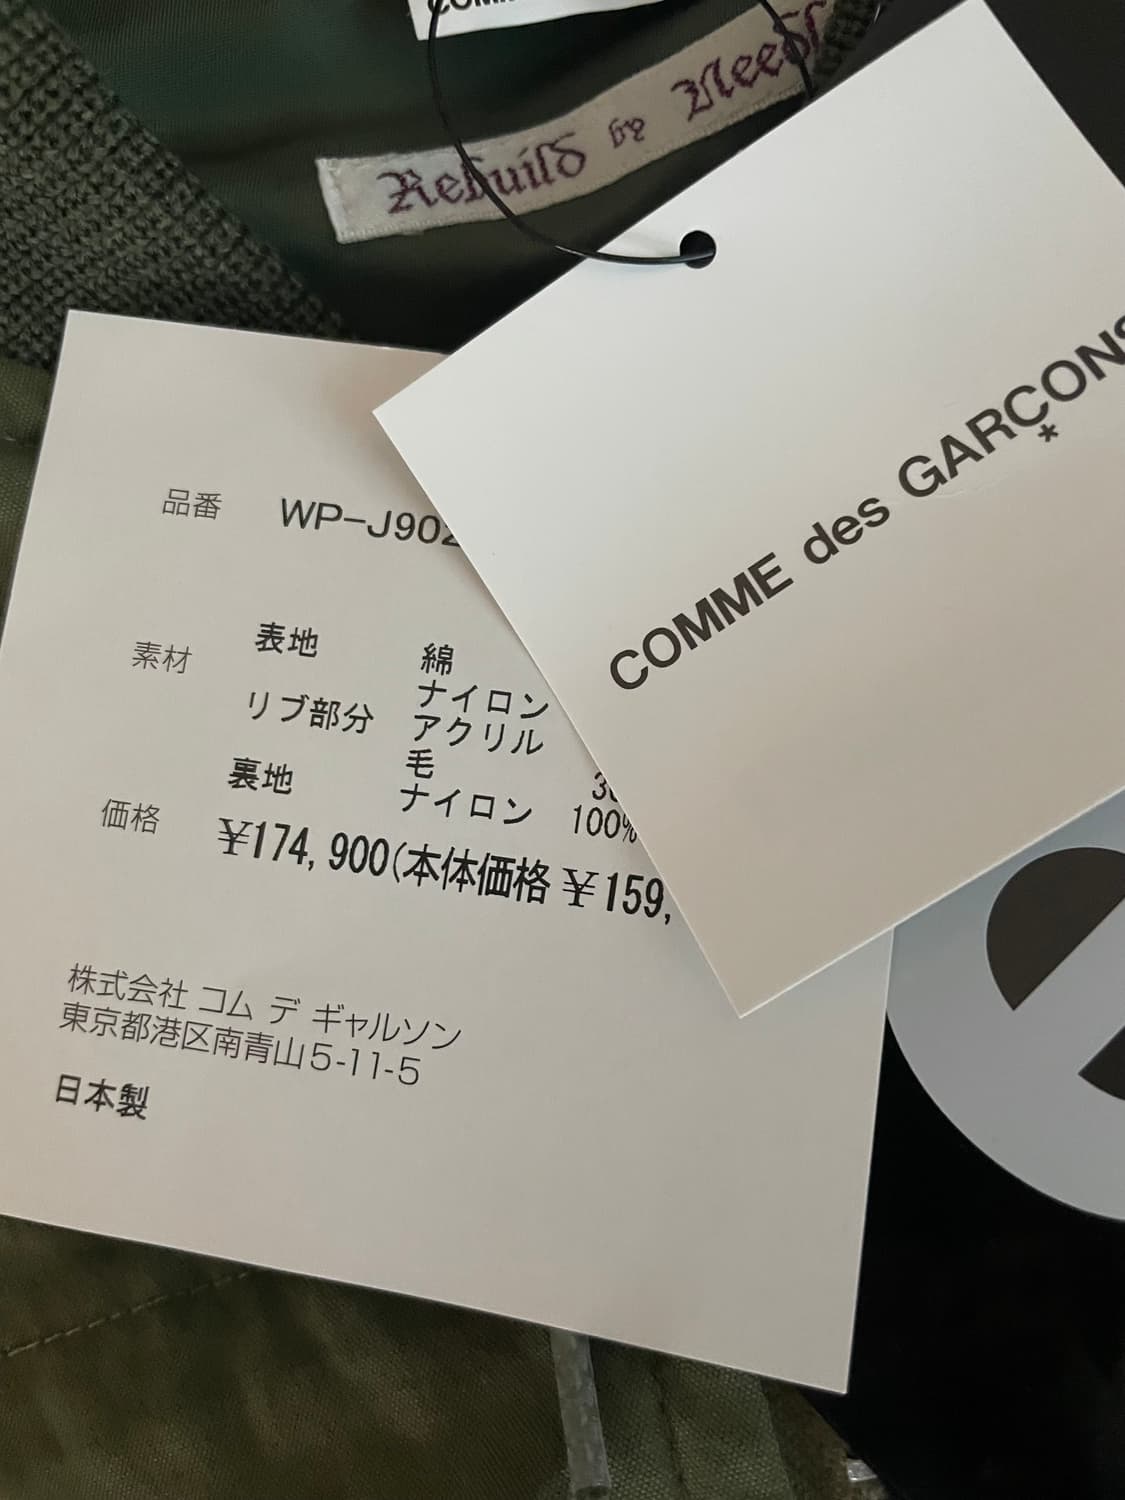 Rebuild by Needl
COMME des GARÇONS
*
品番 WP-J902
素材 表地 綿
ナイロン
リブ部分 アクリル
毛
裏地 ナイロン 100%
価格 ¥174,900(本体価格 ¥159,
株式会社 コム デ ギャルソン
東京都港区南青山5-11-5
日本製